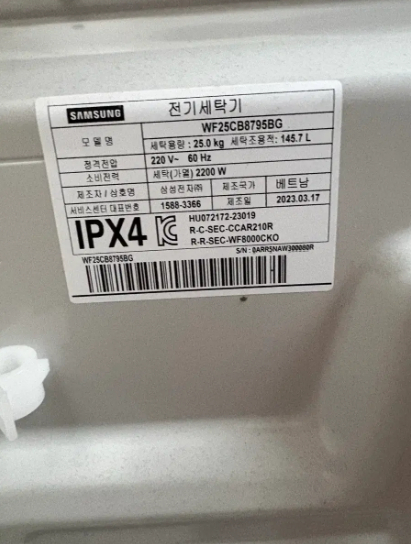 SAMSUNG 전기세탁기
모델명 WF25CB8795BG
세탁용량 : 25.0 kg 세탁조용적: 145.7 L
정격전압 220 V~ 60 Hz
소비전력 세탁(가열) 2200 W
제조자 / 상호명 삼성전자㈜ 제조국가 베트남
서비스센터 대표번호 1588-3366 제조일 2023.03.17
IPX4 HU072172-23019
R-C-SEC-CCAR210R
R-R-SEC-WF8000CKO
WF25CB8795BG S/N :